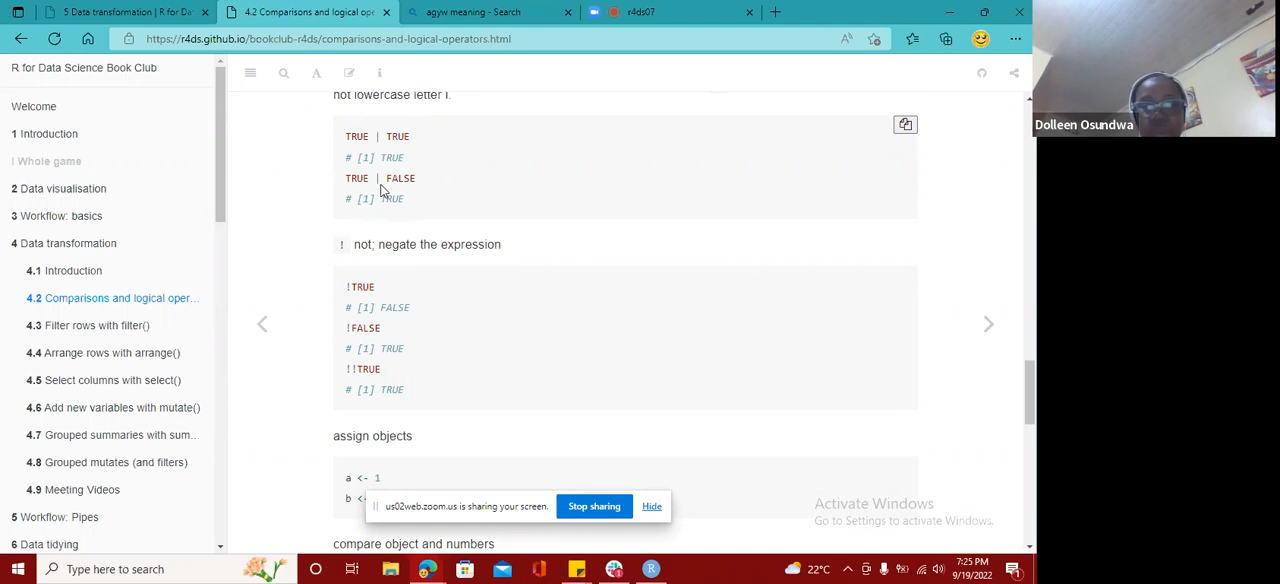 5 Data transformation | R for Da
4.2 Comparisons and logical ope
agyw meaning - Search
r4ds07
https://r4ds.github.io/bookclub-r4ds/comparisons-and-logical-operators.html
R for Data Science Book Club
Welcome
1 Introduction
I Whole game
2 Data visualisation
3 Workflow: basics
4 Data transformation
4.1 Introduction
4.2 Comparisons and logical oper...
4.3 Filter rows with filter()
4.4 Arrange rows with arrange()
4.5 Select columns with select()
4.6 Add new variables with mutate()
4.7 Grouped summaries with sum...
4.8 Grouped mutates (and filters)
4.9 Meeting Videos
5 Workflow: Pipes
6 Data tidying
not lowercase letter l.
TRUE | TRUE
# [1] TRUE
TRUE | FALSE
# [1] TRUE
! not; negate the expression
!TRUE
# [1] FALSE
!FALSE
# [1] TRUE
!!TRUE
# [1] TRUE
assign objects
a <- 1
b <-
compare object and numbers
us02web.zoom.us is sharing your screen.
Stop sharing
Hide
Activate Windows
Go to Settings to activate Windows.
Dolleen Osundwa
Type here to search
22°C
7:25 PM
9/19/2022